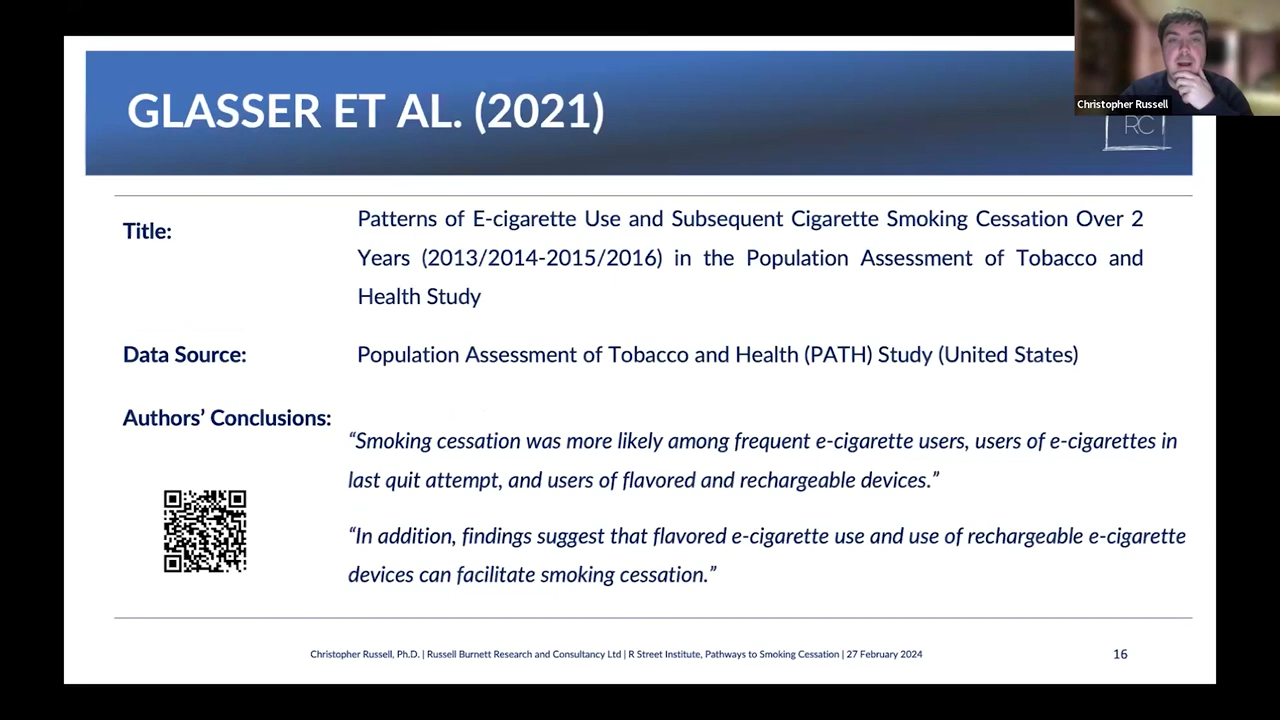 GLASSER ET AL. (2021)
Christopher Russell
RC
Title:
Patterns of E-cigarette Use and Subsequent Cigarette Smoking Cessation Over 2
Years (2013/2014-2015/2016) in the Population Assessment of Tobacco and
Health Study
Data Source:
Population Assessment of Tobacco and Health (PATH) Study (United States)
Authors’ Conclusions:
“Smoking cessation was more likely among frequent e-cigarette users, users of e-cigarettes in
last quit attempt, and users of flavored and rechargeable devices.”
“In addition, findings suggest that flavored e-cigarette use and use of rechargeable e-cigarette
devices can facilitate smoking cessation.”
Christopher Russell, Ph.D. | Russell Burnett Research and Consultancy Ltd | R Street Institute, Pathways to Smoking Cessation | 27 February 2024
16